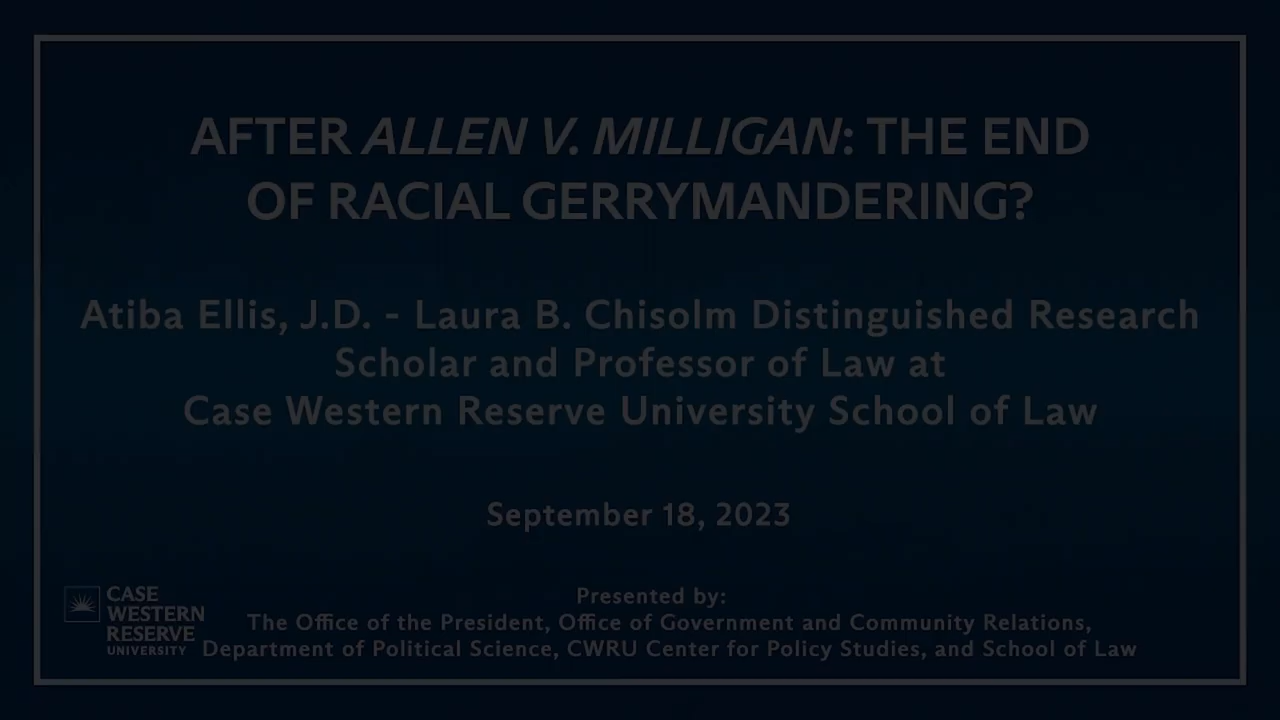 AFTER ALLEN V. MILLIGAN: THE END
OF RACIAL GERRYMANDERING?
Atiba Ellis, J.D. - Laura B. Chisolm Distinguished Research
Scholar and Professor of Law at
Case Western Reserve University School of Law
September 18, 2023
CASE
WESTERN
RESERVE
UNIVERSITY
Presented by:
The Office of the President, Office of Government and Community Relations,
Department of Political Science, CWRU Center for Policy Studies, and School of Law